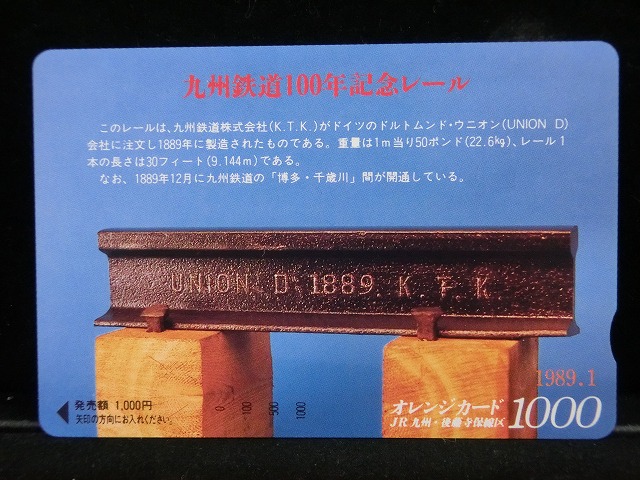 九州鉄道100年記念レール
このレールは、九州鉄道株式会社(K.T.K.)がドイツのドルトムンド・ウニオン(UNION D)
会社に注文し1889年に製造されたものである。重量は1m当り50ポンド(22.6kg)、レール1
本の長さは30フィート(9.144m)である。
なお、1889年12月に九州鉄道の「博多・千歳川」間が開通している。
UNION D 1889 K T K
1989.1
発売額 1,000円
矢印の方向にお入れください。
0 100 500 1000
オレンジカード 1000
JR九州・後藤寺保線区